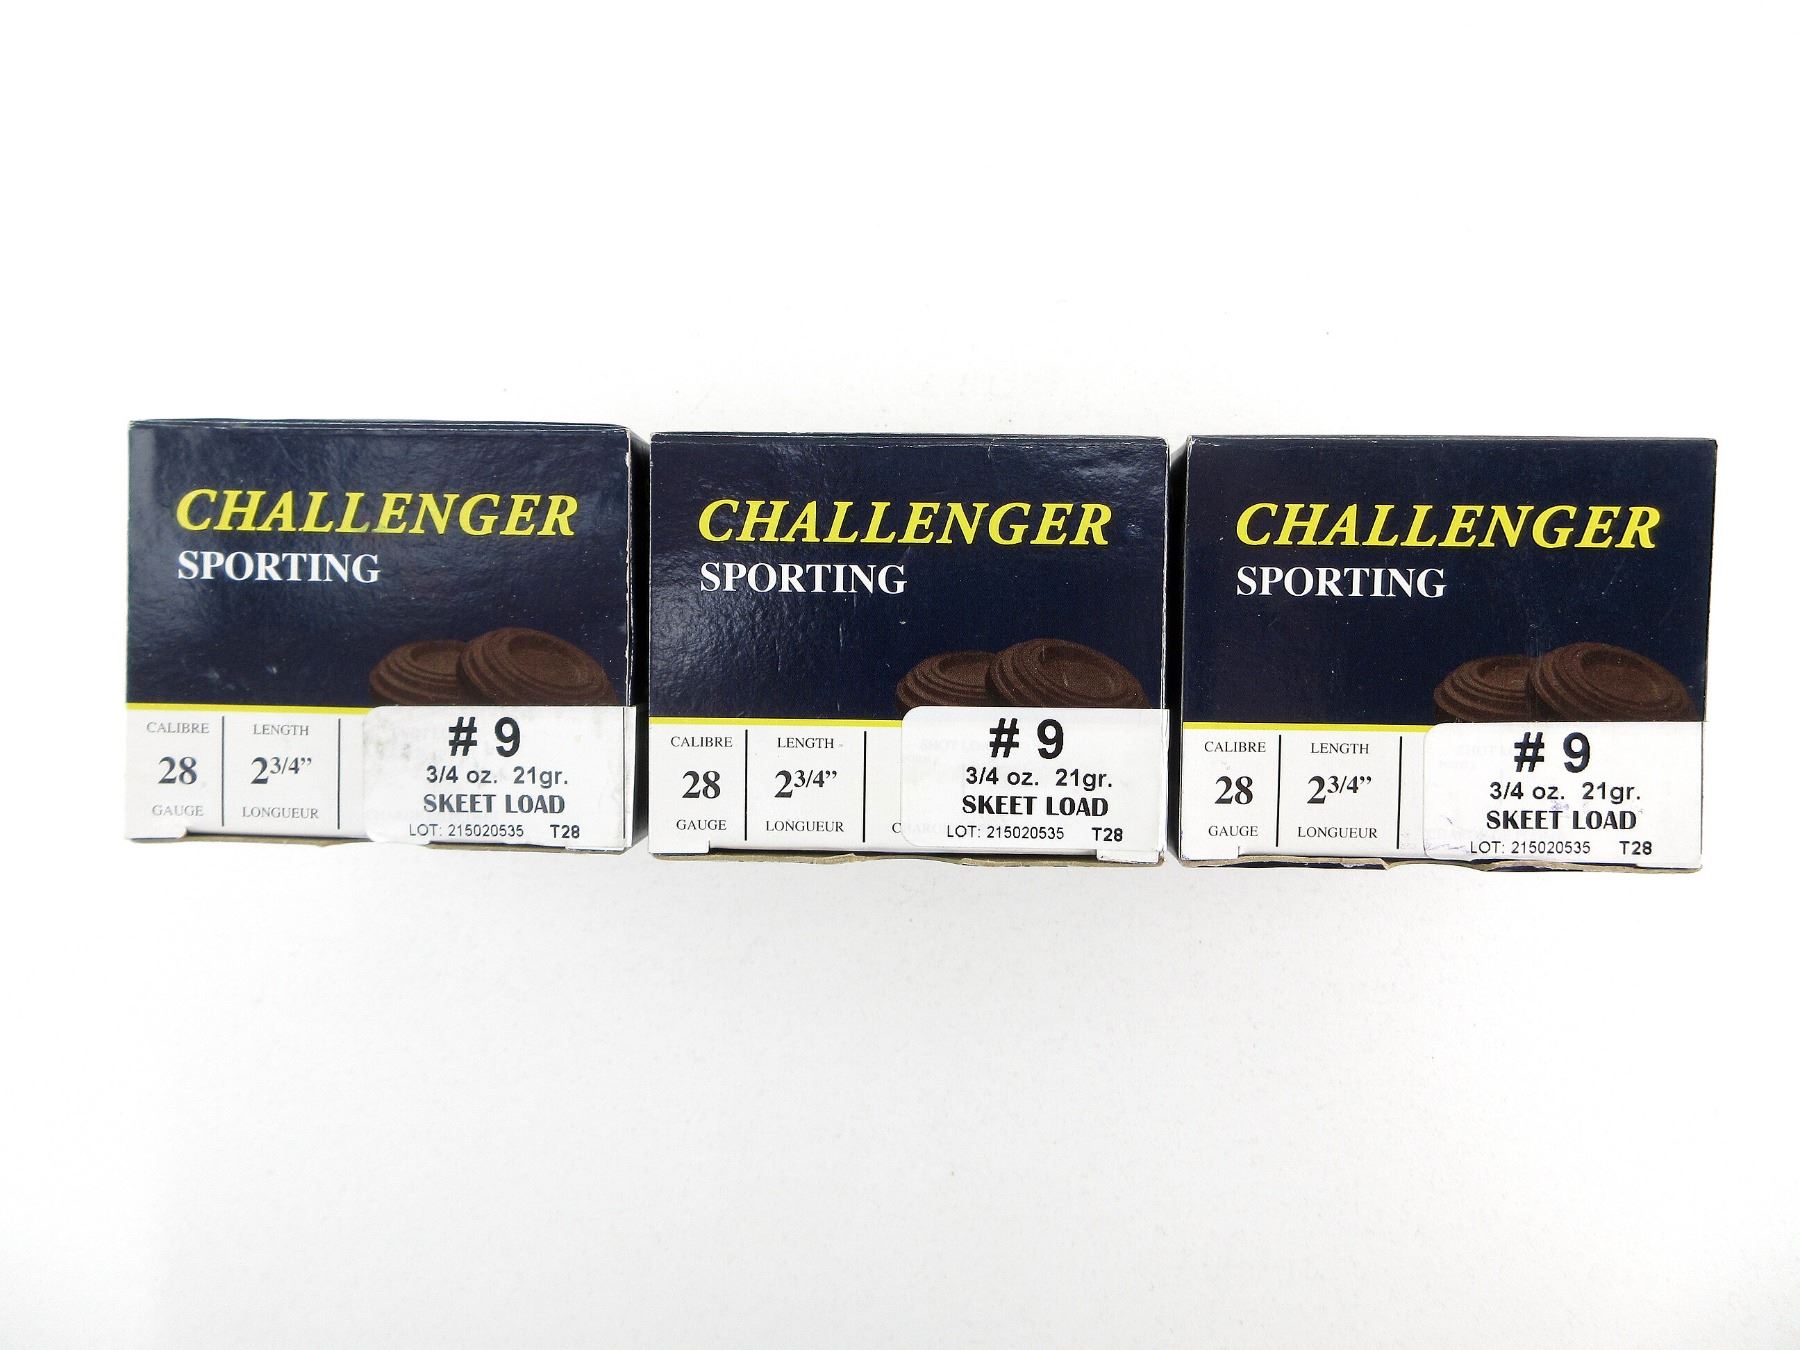 CHALLENGER
SPORTING
CALIBRE
28
GAUGE
LENGTH
2 3/4”
LONGUEUR
# 9
3/4 oz. 21gr.
SKEET LOAD
LOT: 215020535 T28
CHALLENGER
SPORTING
CALIBRE
28
GAUGE
LENGTH
2 3/4”
LONGUEUR
# 9
3/4 oz. 21gr.
SKEET LOAD
LOT: 215020535 T28
CHALLENGER
SPORTING
CALIBRE
28
GAUGE
LENGTH
2 3/4”
LONGUEUR
# 9
3/4 oz. 21gr.
SKEET LOAD
LOT: 215020535 T28